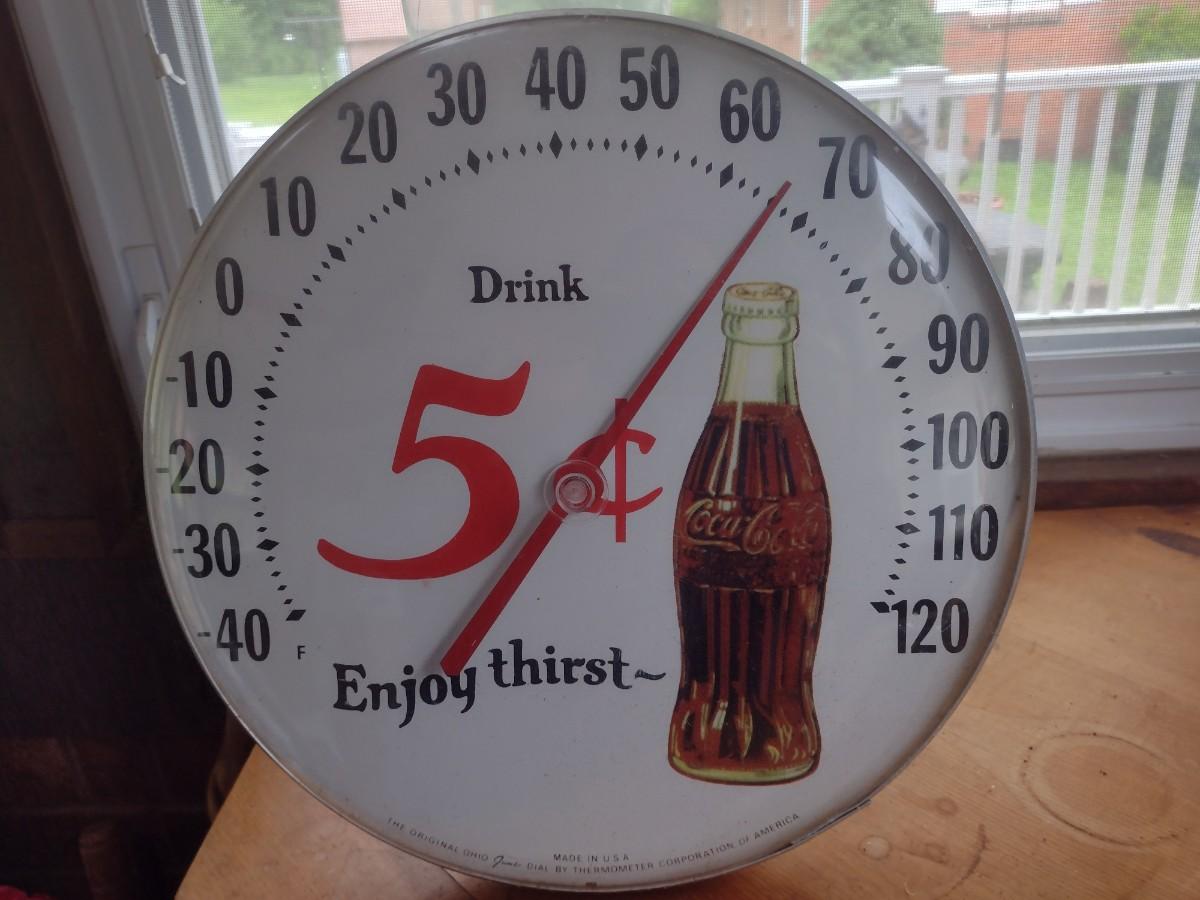 -40 -30 -20 -10 0 10 20 30 40 50 60 70 80 90 100 110 120
F
Drink
5¢
Coca-Cola
Enjoy thirst~
THE ORIGINAL OHIO Jumbo DIAL BY THERMOMETER CORPORATION OF AMERICA
MADE IN U S A